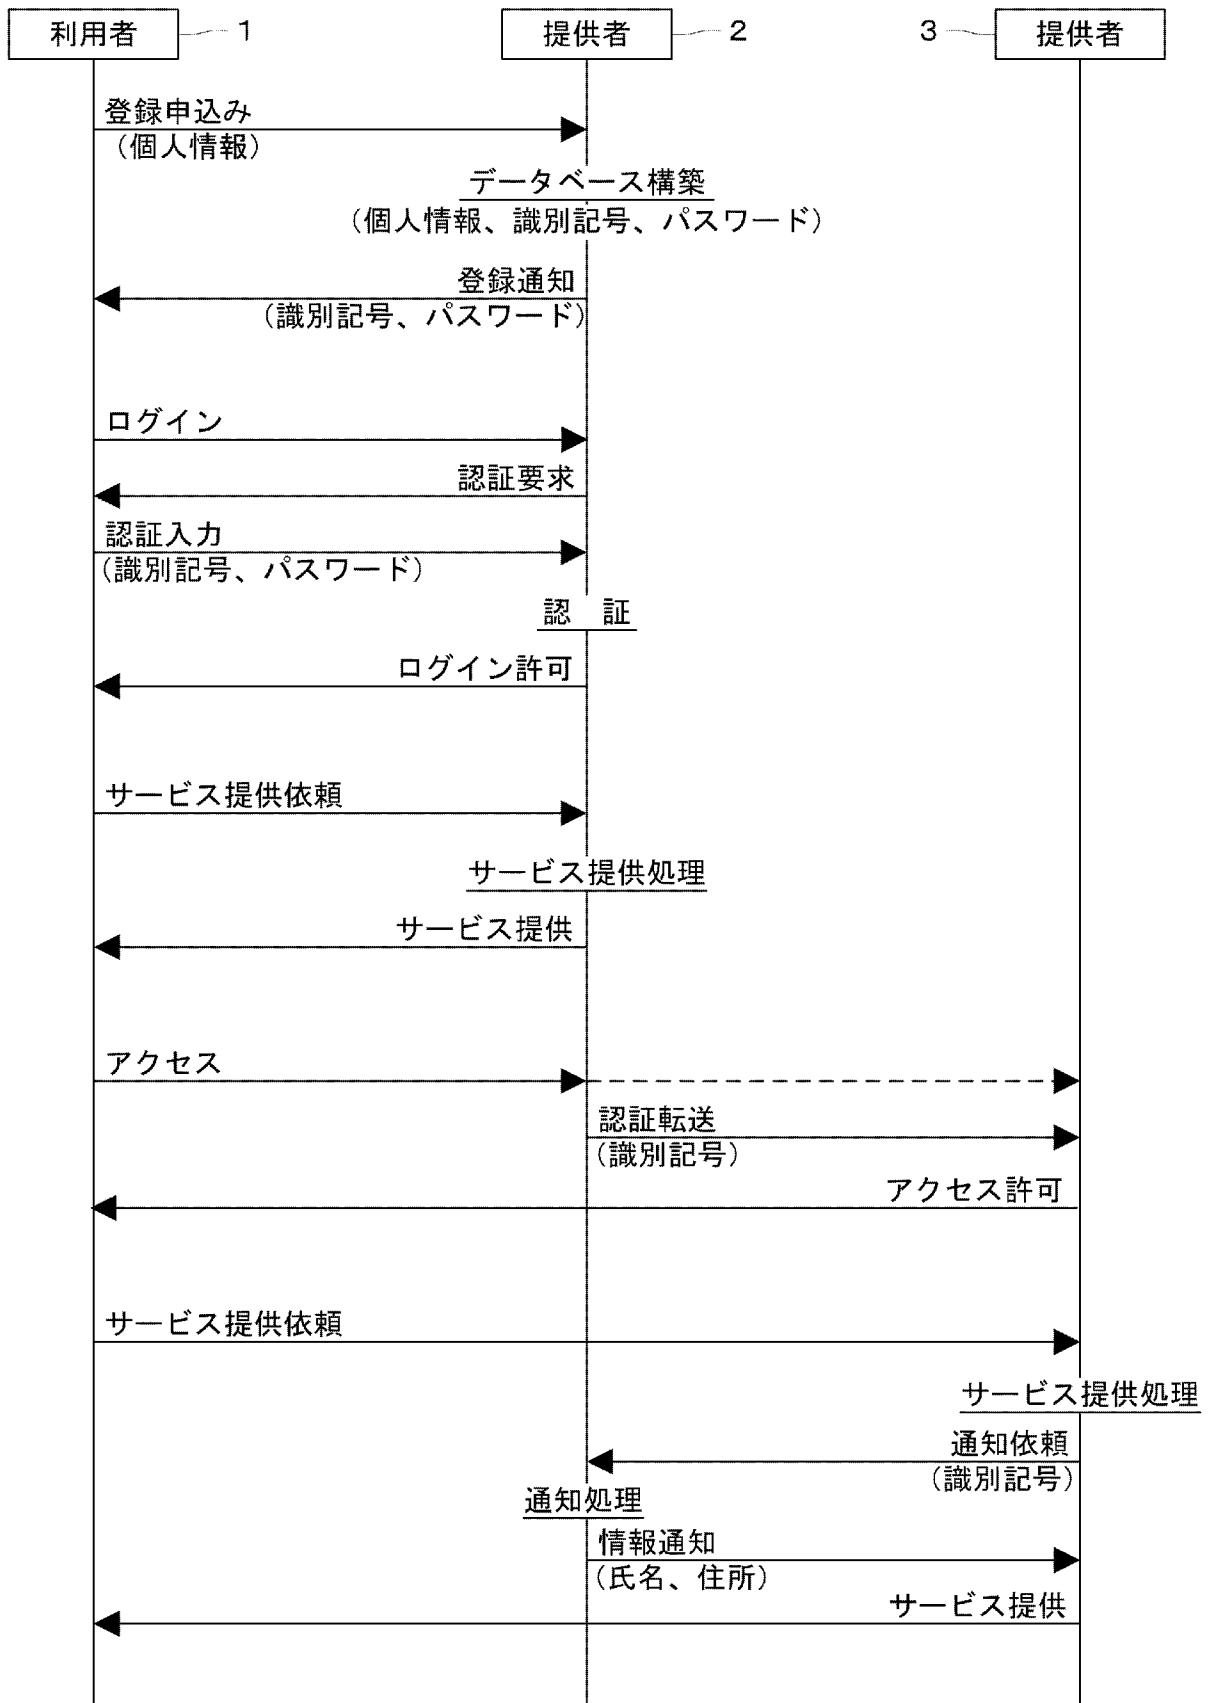 利用者 1
提供者 2
3 提供者
登録申込み
(個人情報)
データベース構築
(個人情報、識別記号、パスワード)
登録通知
(識別記号、パスワード)
ログイン
認証要求
認証入力
(識別記号、パスワード)
認 証
ログイン許可
サービス提供依頼
サービス提供処理
サービス提供
アクセス
認証転送
(識別記号)
アクセス許可
サービス提供依頼
サービス提供処理
通知依頼
(識別記号)
通知処理
情報通知
(氏名、住所)
サービス提供